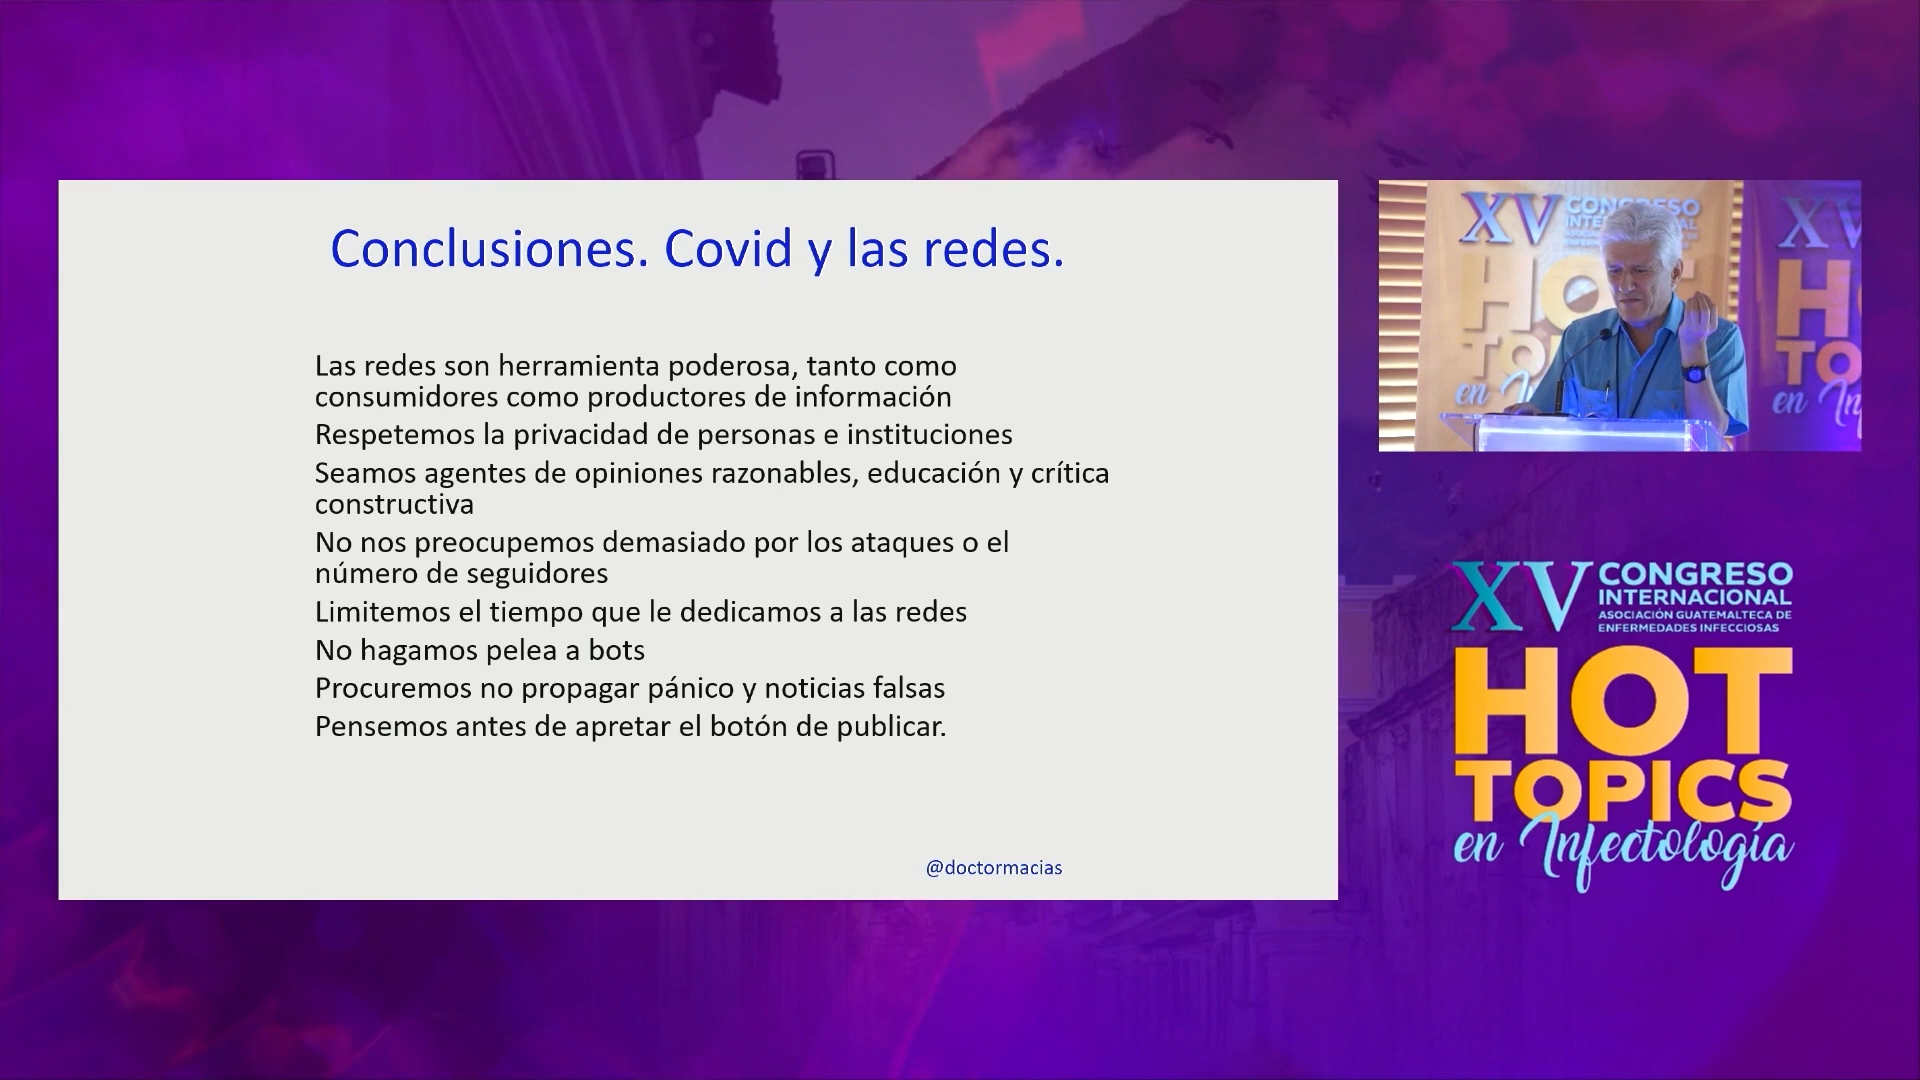 Conclusiones. Covid y las redes.
Las redes son herramienta poderosa, tanto como
consumidores como productores de información
Respetemos la privacidad de personas e instituciones
Seamos agentes de opiniones razonables, educación y crítica
constructiva
No nos preocupemos demasiado por los ataques o el
número de seguidores
Limitemos el tiempo que le dedicamos a las redes
No hagamos pelea a bots
Procuremos no propagar pánico y noticias falsas
Pensemos antes de apretar el botón de publicar.
@doctormacias
XV CONGRESO
INTERNACIONAL
ASOCIACIÓN GUATEMALTECA DE
ENFERMEDADES INFECCIOSAS
HOT
TOPICS
en Infectología